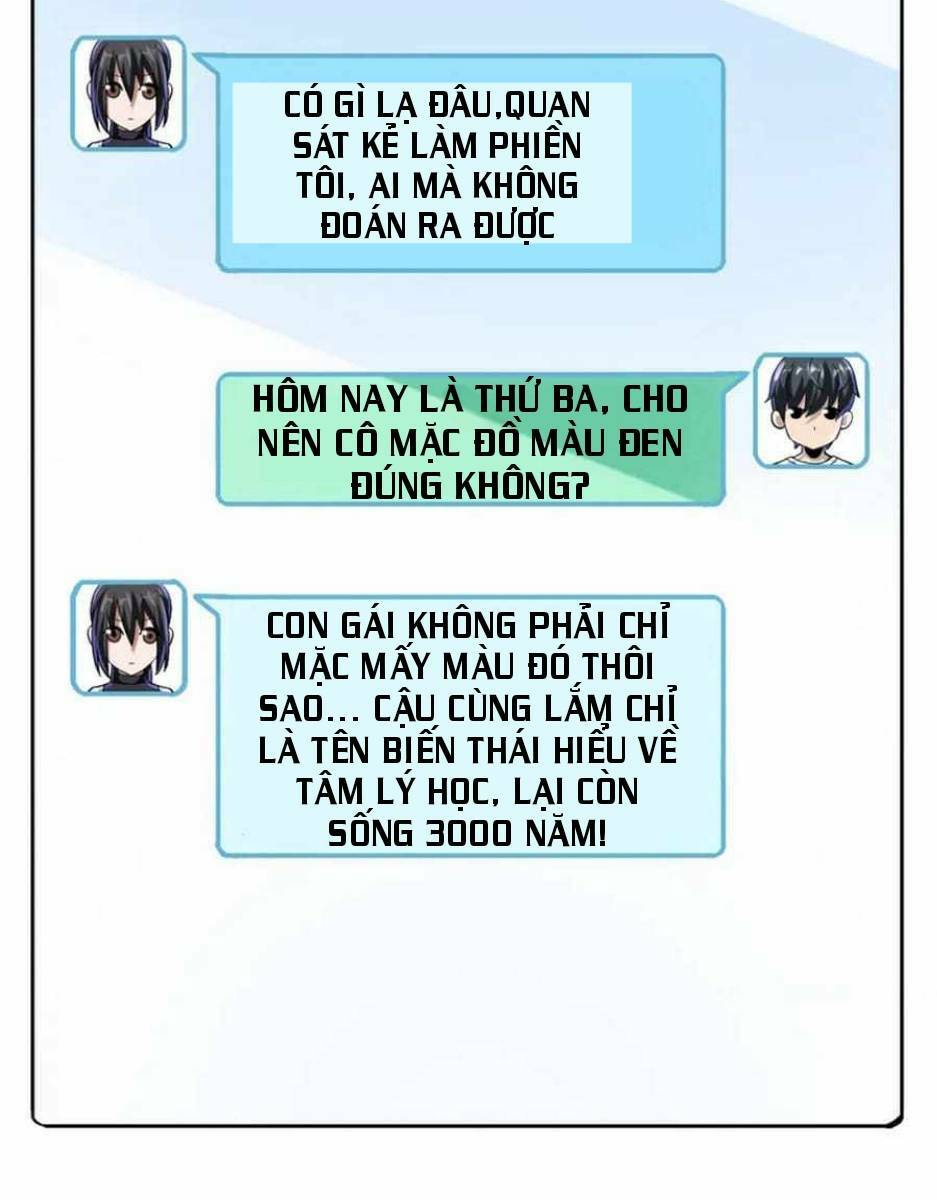 CÓ GÌ LẠ ĐÂU,QUAN
SÁT KẺ LÀM PHIỀN
TÔI, AI MÀ KHÔNG
ĐOÁN RA ĐƯỢC
HÔM NAY LÀ THỨ BA, CHO
NÊN CÔ MẶC ĐỒ MÀU ĐEN
ĐÚNG KHÔNG?
CON GÁI KHÔNG PHẢI CHỈ
MẶC MẤY MÀU ĐÓ THÔI
SAO... CẬU CÙNG LẮM CHỈ
LÀ TÊN BIẾN THÁI HIỂU VỀ
TÂM LÝ HỌC, LẠI CÒN
SỐNG 3000 NĂM!